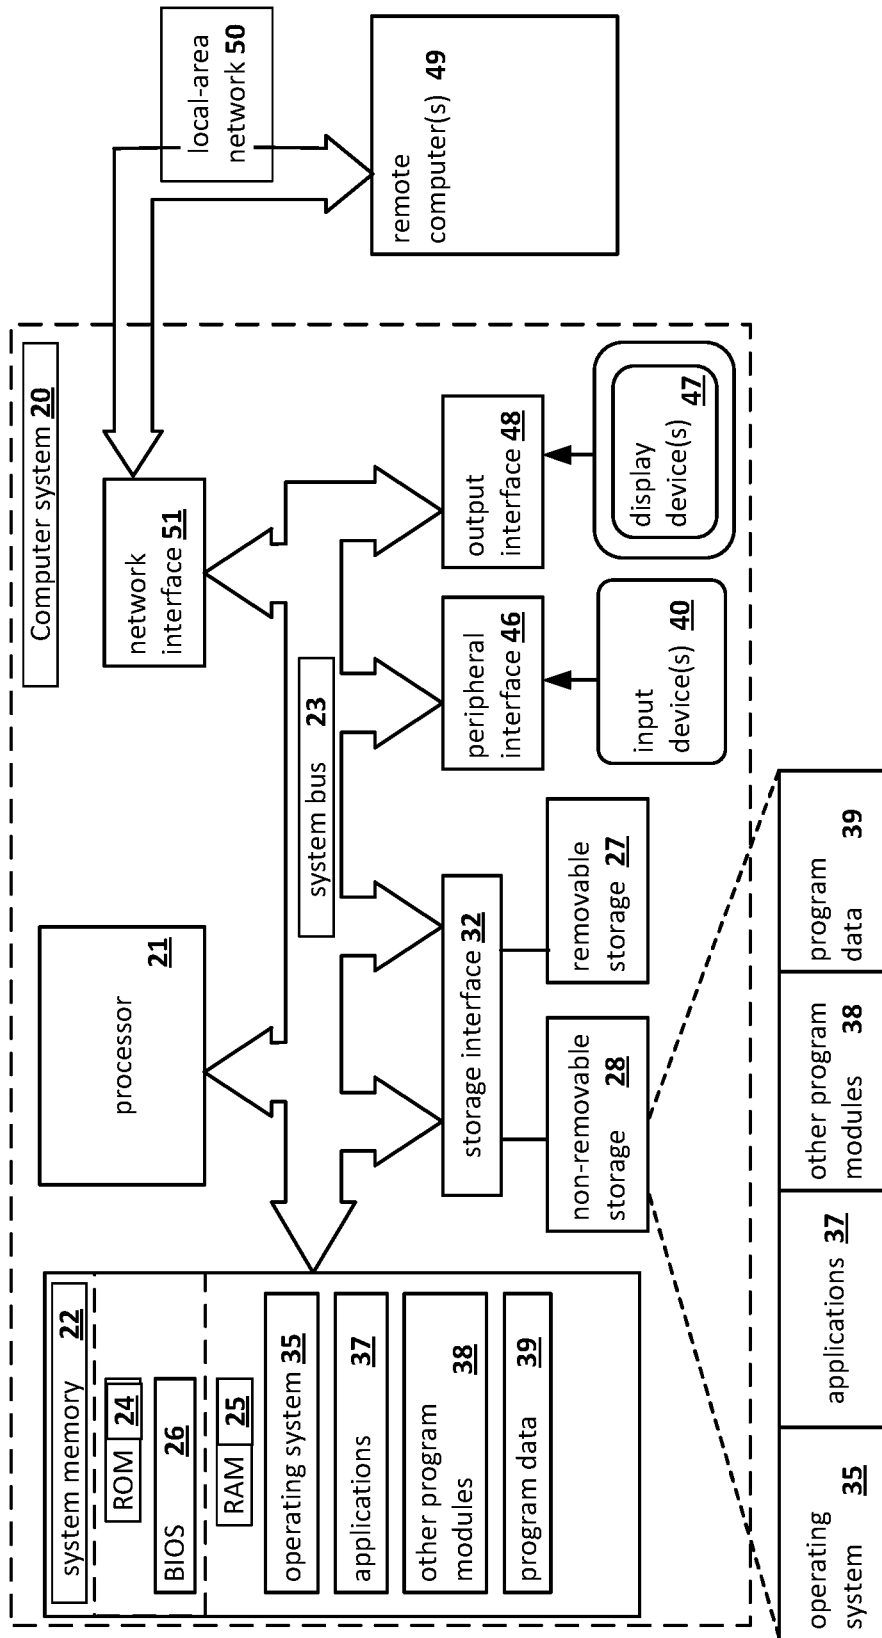 Computer system 20
system memory 22
ROM 24
BIOS 26
RAM 25
operating system 35
applications 37
other program
modules 38
program data 39
processor 21
network
interface 51
local-area
network 50
remote
computer(s) 49
system bus 23
storage interface 32
peripheral
interface 46
output
interface 48
non-removable
storage 28
removable
storage 27
input
device(s) 40
display
device(s) 47
operating
system 35
applications 37
other program
modules 38
program
data 39